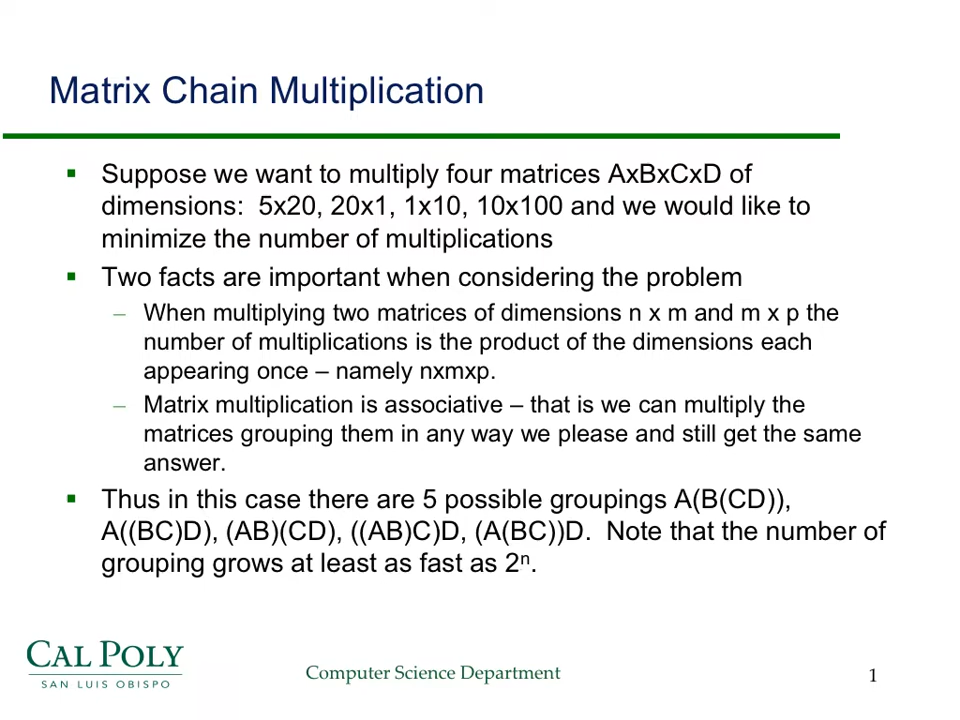 Matrix Chain Multiplication
▪ Suppose we want to multiply four matrices AxBxCxD of
dimensions: 5x20, 20x1, 1x10, 10x100 and we would like to
minimize the number of multiplications
▪ Two facts are important when considering the problem
– When multiplying two matrices of dimensions n x m and m x p the
number of multiplications is the product of the dimensions each
appearing once – namely nxmxp.
– Matrix multiplication is associative – that is we can multiply the
matrices grouping them in any way we please and still get the same
answer.
▪ Thus in this case there are 5 possible groupings A(B(CD)),
A((BC)D), (AB)(CD), ((AB)C)D, (A(BC))D. Note that the number of
grouping grows at least as fast as 2ⁿ.
CAL POLY
SAN LUIS OBISPO
Computer Science Department
1